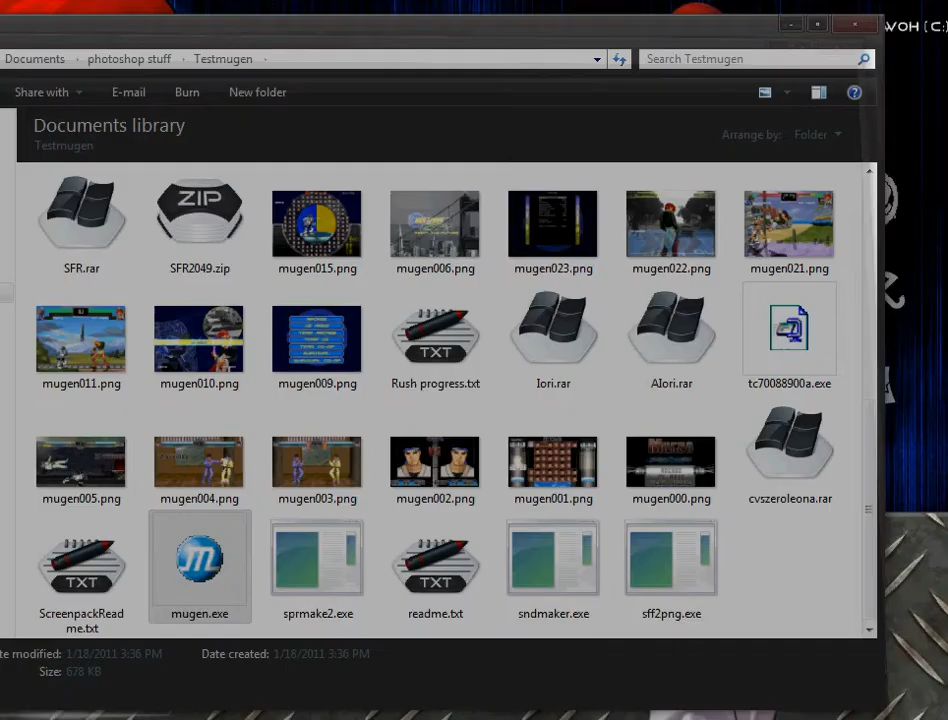 WOH ( C:)
Documents photoshop stuff Testmugen
Search Testmugen
Share with E-mail Burn New folder
Documents library
Testmugen
Arrange by: Folder
ZIP
SFR.rar SFR2049.zip mugen015.png mugen006.png mugen023.png mugen022.png mugen021.png
TXT
mugen011.png mugen010.png mugen009.png Rush progress.txt Iori.rar AIori.rar tc70088900a.exe
mugen005.png mugen004.png mugen003.png mugen002.png mugen001.png mugen000.png cvszeroleona.rar
TXT m TXT
ScreenpackRead mugen.exe sprmake2.exe readme.txt sndmaker.exe sff2png.exe
me.txt
te modified: 1/18/2011 3:36 PM Date created: 1/18/2011 3:36 PM
Size: 678 KB